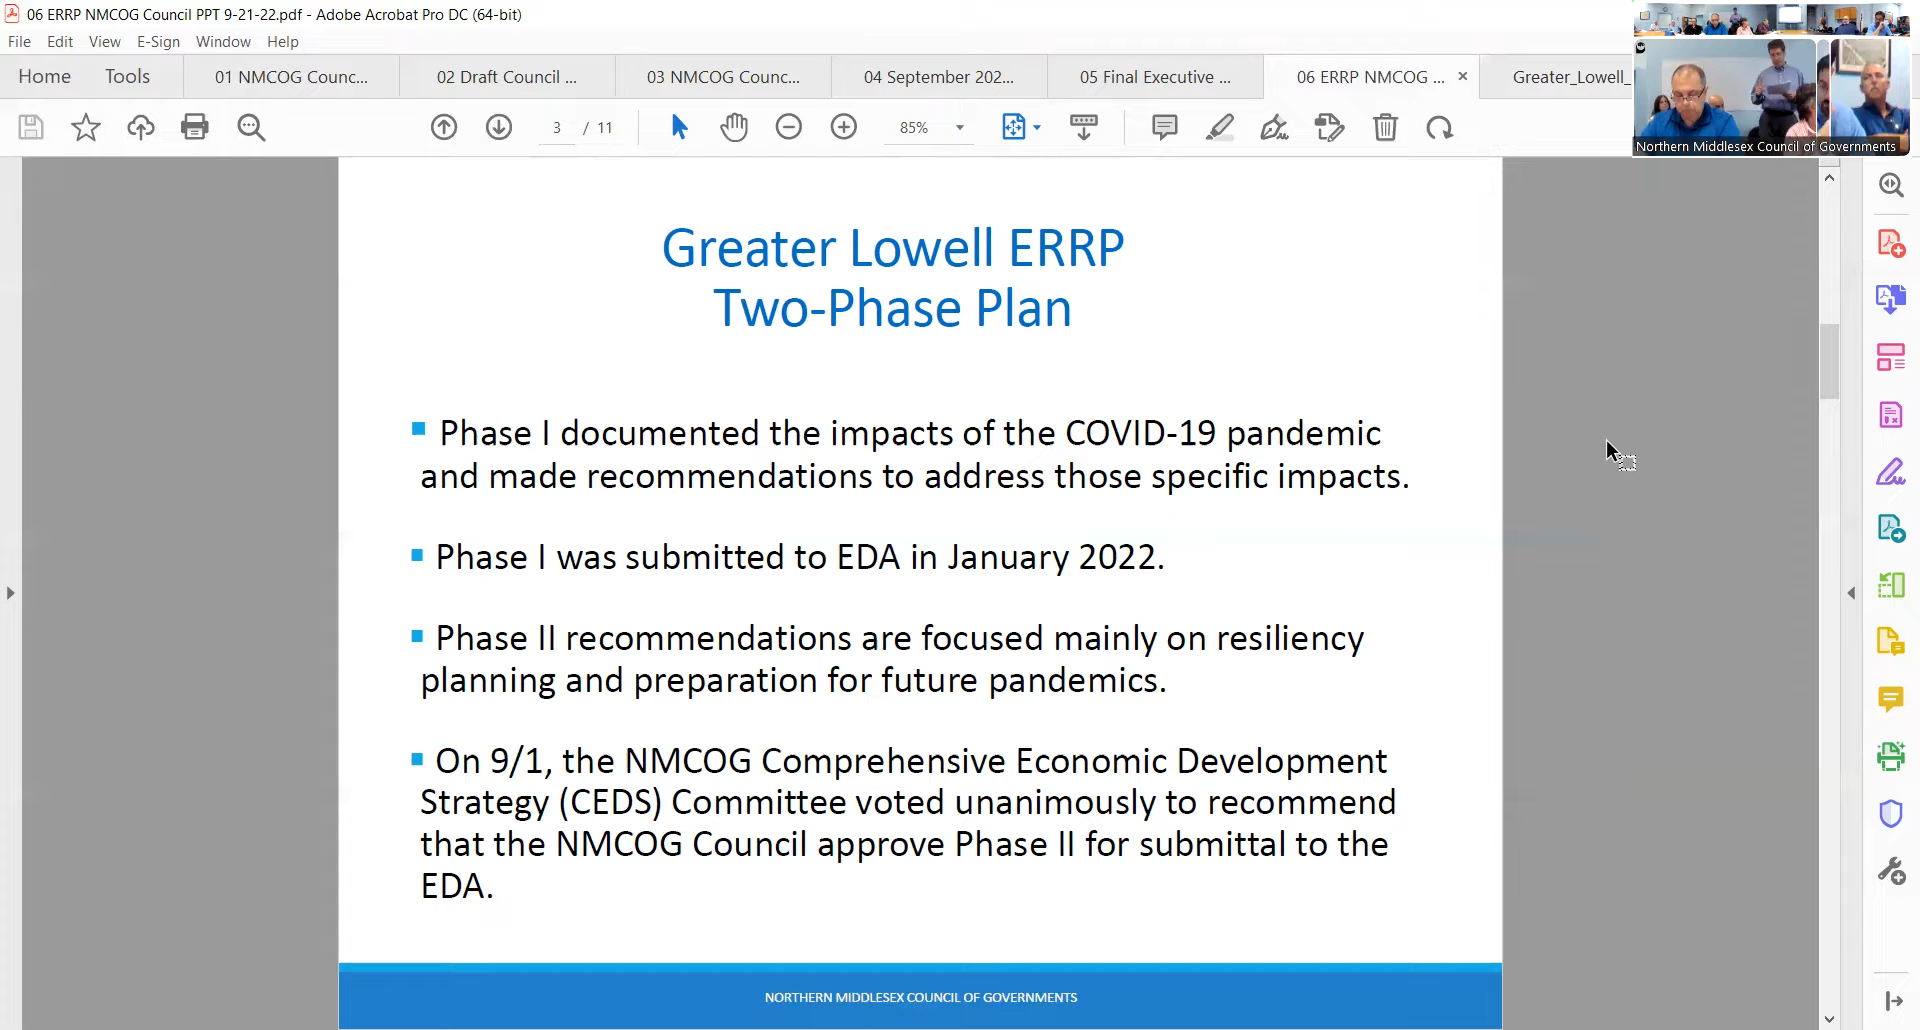 06 ERRP NMCOG Council PPT 9-21-22.pdf - Adobe Acrobat Pro DC (64-bit)
File Edit View E-Sign Window Help
Home Tools 01 NMCOG Counc... 02 Draft Council ... 03 NMCOG Counc... 04 September 202... 05 Final Executive ... 06 ERRP NMCOG ... × Greater_Lowell_
3 / 11 85%
Northern Middlesex Council of Governments
Greater Lowell ERRP
Two-Phase Plan
▪ Phase I documented the impacts of the COVID-19 pandemic
and made recommendations to address those specific impacts.
▪ Phase I was submitted to EDA in January 2022.
▪ Phase II recommendations are focused mainly on resiliency
planning and preparation for future pandemics.
▪ On 9/1, the NMCOG Comprehensive Economic Development
Strategy (CEDS) Committee voted unanimously to recommend
that the NMCOG Council approve Phase II for submittal to the
EDA.
NORTHERN MIDDLESEX COUNCIL OF GOVERNMENTS